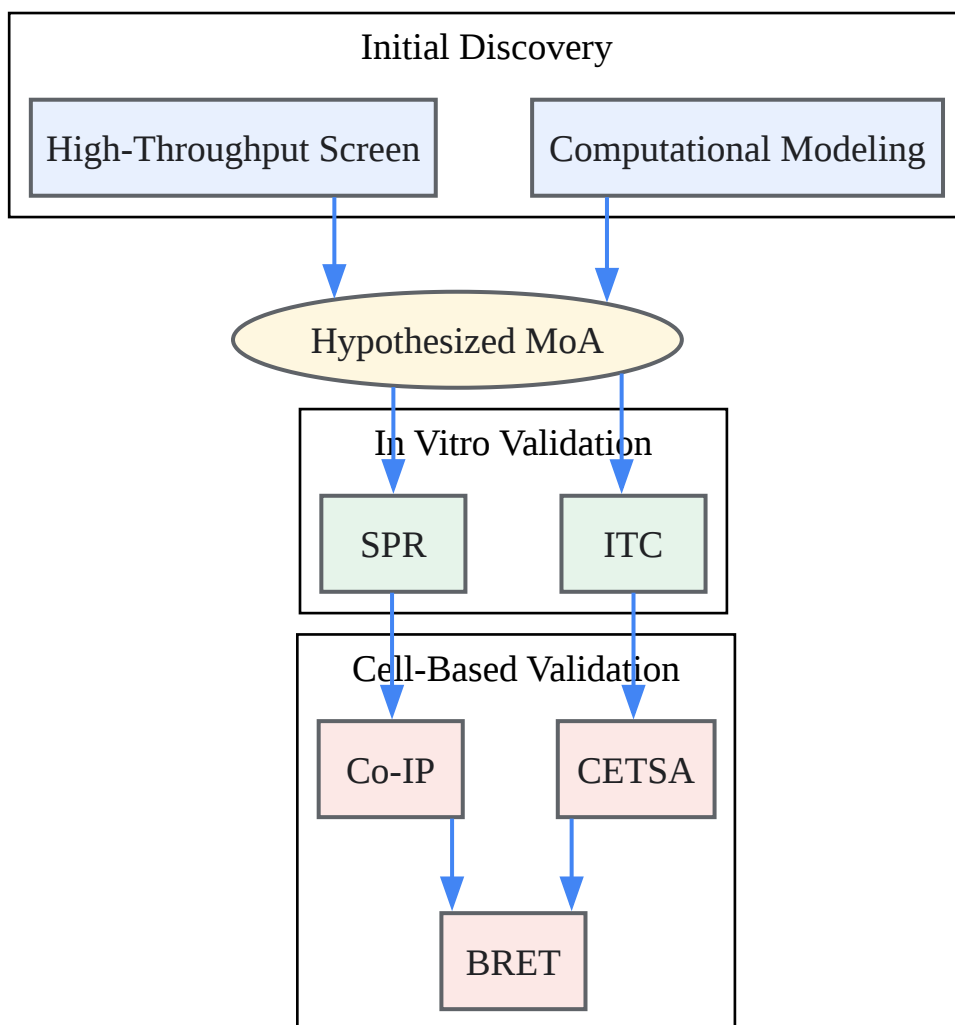 Initial Discovery
High-Throughput Screen
Computational Modeling
Hypothesized MoA
In Vitro Validation
SPR
ITC
Cell-Based Validation
Co-IP
CETSA
BRET